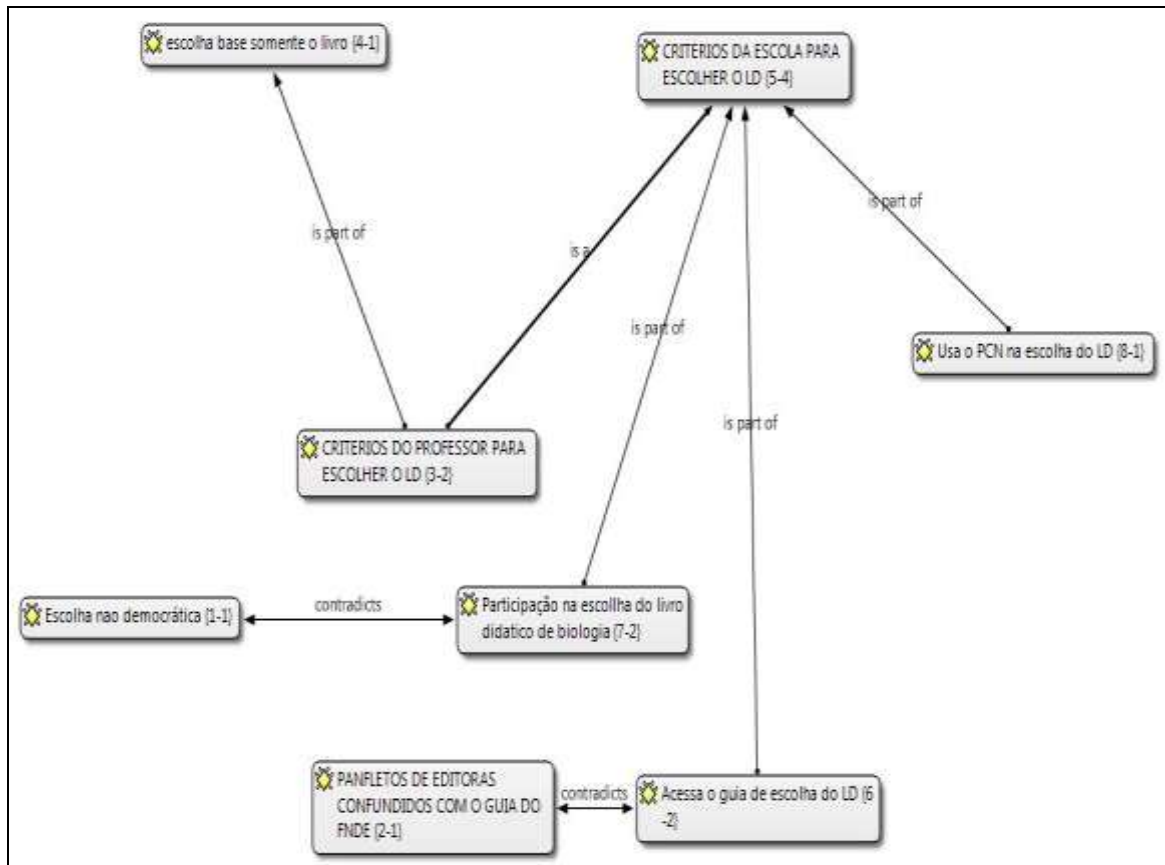 escolha base somente o livro {4-1}
CRITERIOS DA ESCOLA PARA
ESCOLHER O LD {5-4}
is part of
is a
is part of
is part of
is part of
Usa o PCN na escolha do LD {8-1}
CRITERIOS DO PROFESSOR PARA
ESCOLHER O LD {3-2}
Escolha nao democrática {1-1}
contradicts
Participação na escollha do livro
didatico de biologia {7-2}
PANFLETOS DE EDITORAS
CONFUNDIDOS COM O GUIA DO
FNDE {2-1}
contradicts
Acessa o guia de escolha do LD {6
-2}